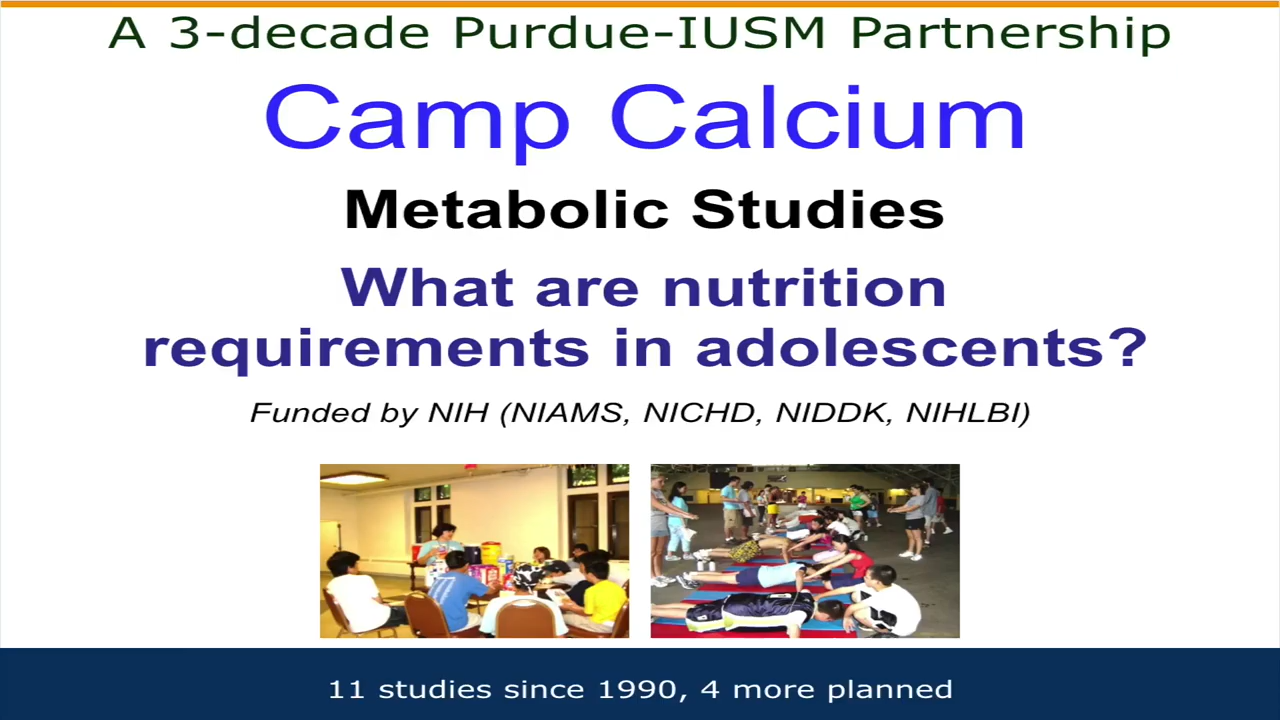 A 3-decade Purdue-IUSM Partnership
Camp Calcium
Metabolic Studies
What are nutrition
requirements in adolescents?
Funded by NIH (NIAMS, NICHD, NIDDK, NIHLBI)
11 studies since 1990, 4 more planned